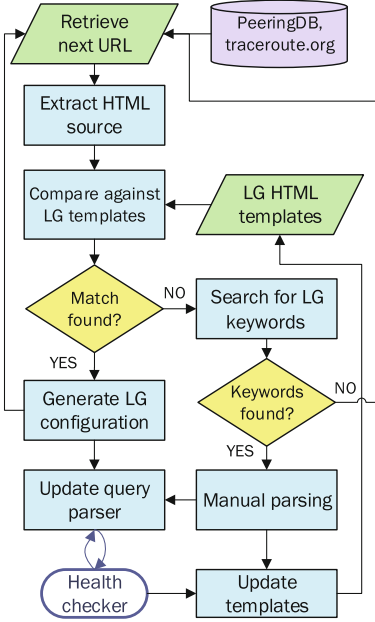 Retrieve
next URL
PeeringDB,
traceroute.org
Extract HTML
source
Compare against
LG templates
LG HTML
templates
Match
found?
NO
Search for LG
keywords
YES
Generate LG
configuration
Keywords
found?
NO
YES
Update query
parser
Manual parsing
Health
checker
Update
templates